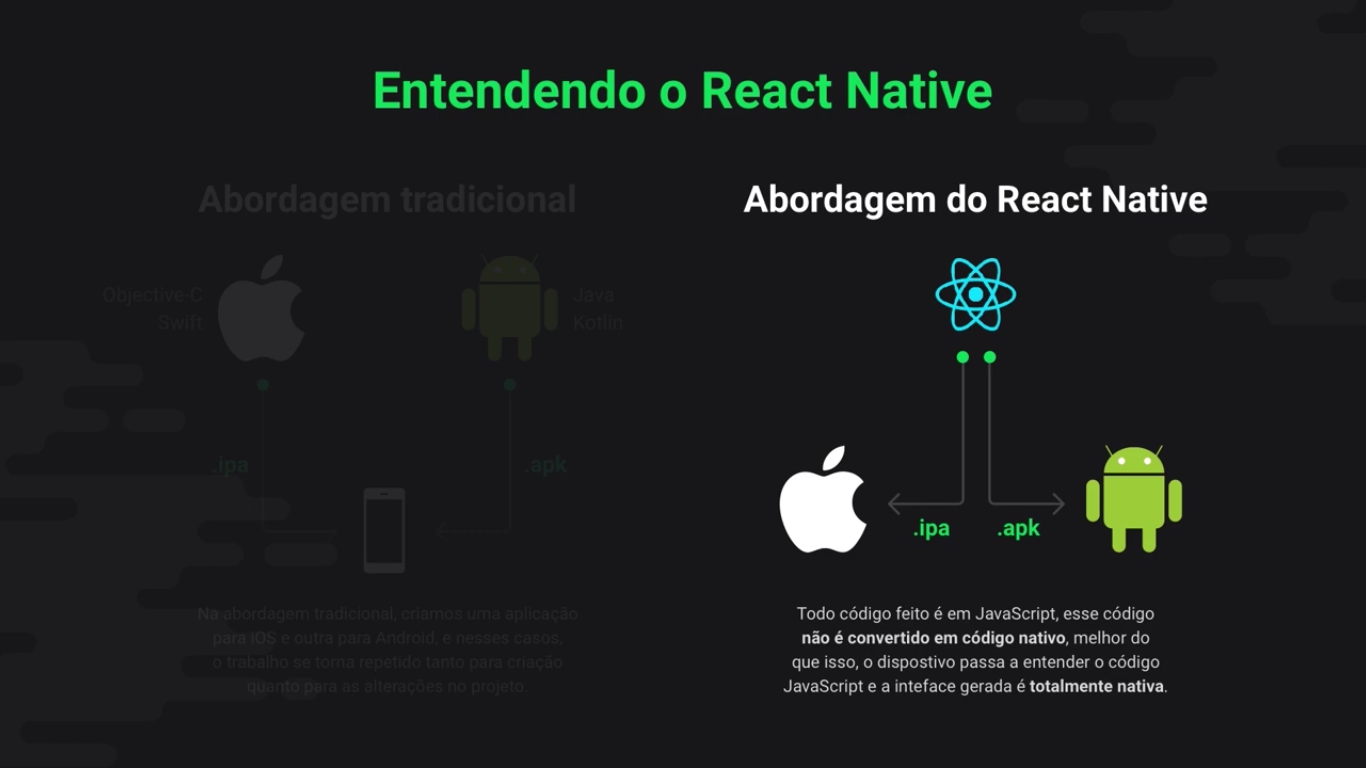 Entendendo o React Native
Abordagem tradicional
Objective-C
Swift
Java
Kotlin
.ipa
.apk
Na abordagem tradicional, criamos uma aplicação
para iOS e outra para Android, e nesses casos,
o trabalho se torna repetido tanto para criação
quanto para as alterações no projeto.
Abordagem do React Native
.ipa
.apk
Todo código feito é em JavaScript, esse código
não é convertido em código nativo, melhor do
que isso, o dispostivo passa a entender o código
JavaScript e a inteface gerada é totalmente nativa.